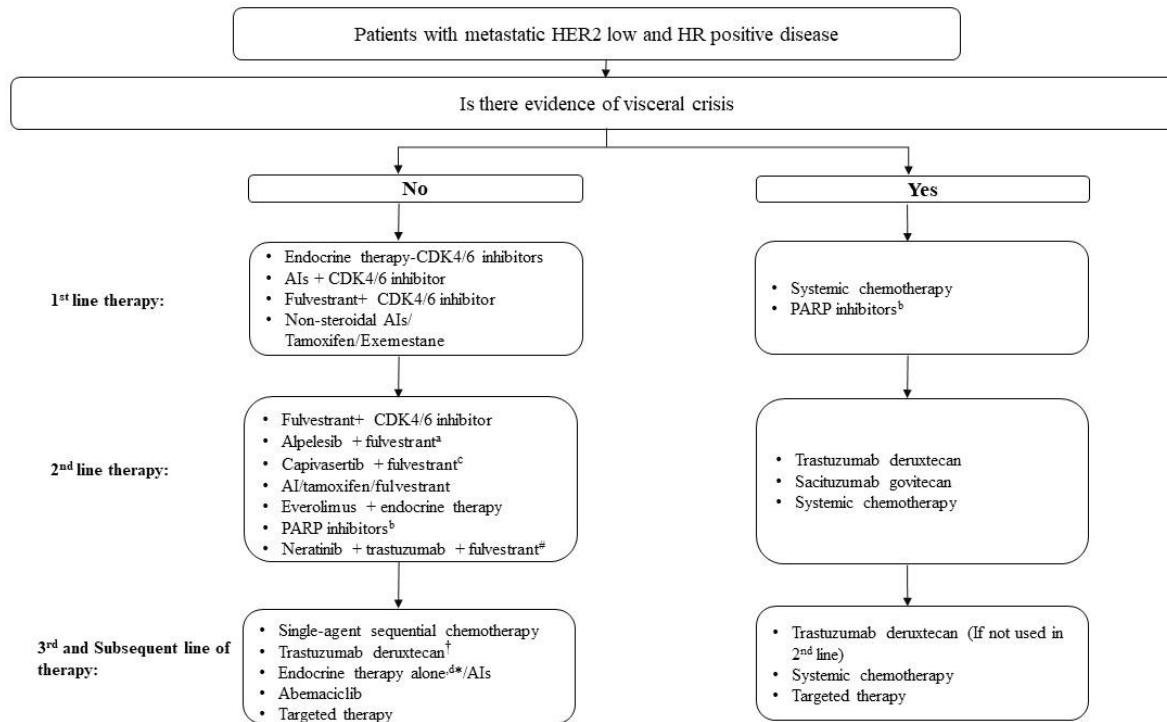 Patients with metastatic HER2 low and HR positive disease
Is there evidence of visceral crisis
No
Yes
1st line therapy:
• Endocrine therapy-CDK4/6 inhibitors
• AIs + CDK4/6 inhibitor
• Fulvestrant+ CDK4/6 inhibitor
• Non-steroidal AIs/
Tamoxifen/Exemestane
• Systemic chemotherapy
• PARP inhibitorsb
2nd line therapy:
• Fulvestrant+ CDK4/6 inhibitor
• Alpelesib + fulvestranta
• Capivasertib + fulvestrantc
• AI/tamoxifen/fulvestrant
• Everolimus + endocrine therapy
• PARP inhibitorsb
• Neratinib + trastuzumab + fulvestrant#
• Trastuzumab deruxtecan
• Sacituzumab govitecan
• Systemic chemotherapy
3rd and Subsequent line of
therapy:
• Single-agent sequential chemotherapy
• Trastuzumab deruxtecan†
• Endocrine therapy alone,d*/AIs
• Abemaciclib
• Targeted therapy
• Trastuzumab deruxtecan (If not used in
2nd line)
• Systemic chemotherapy
• Targeted therapy